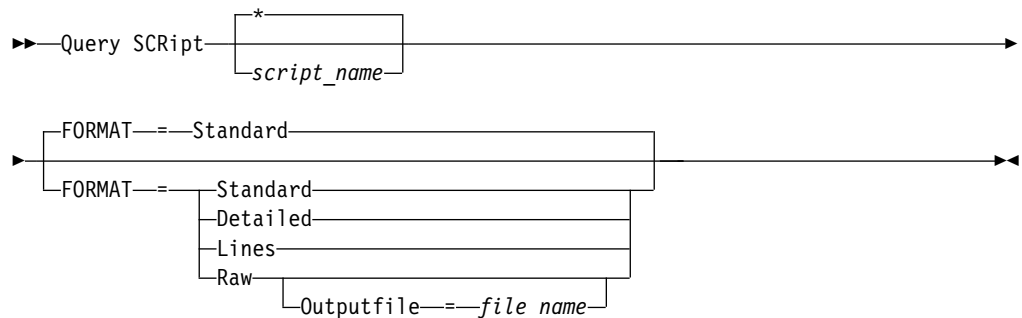 *
Query SCRipt
script_name
FORMAT = Standard
FORMAT = Standard
Detailed
Lines
Raw
Outputfile = file name